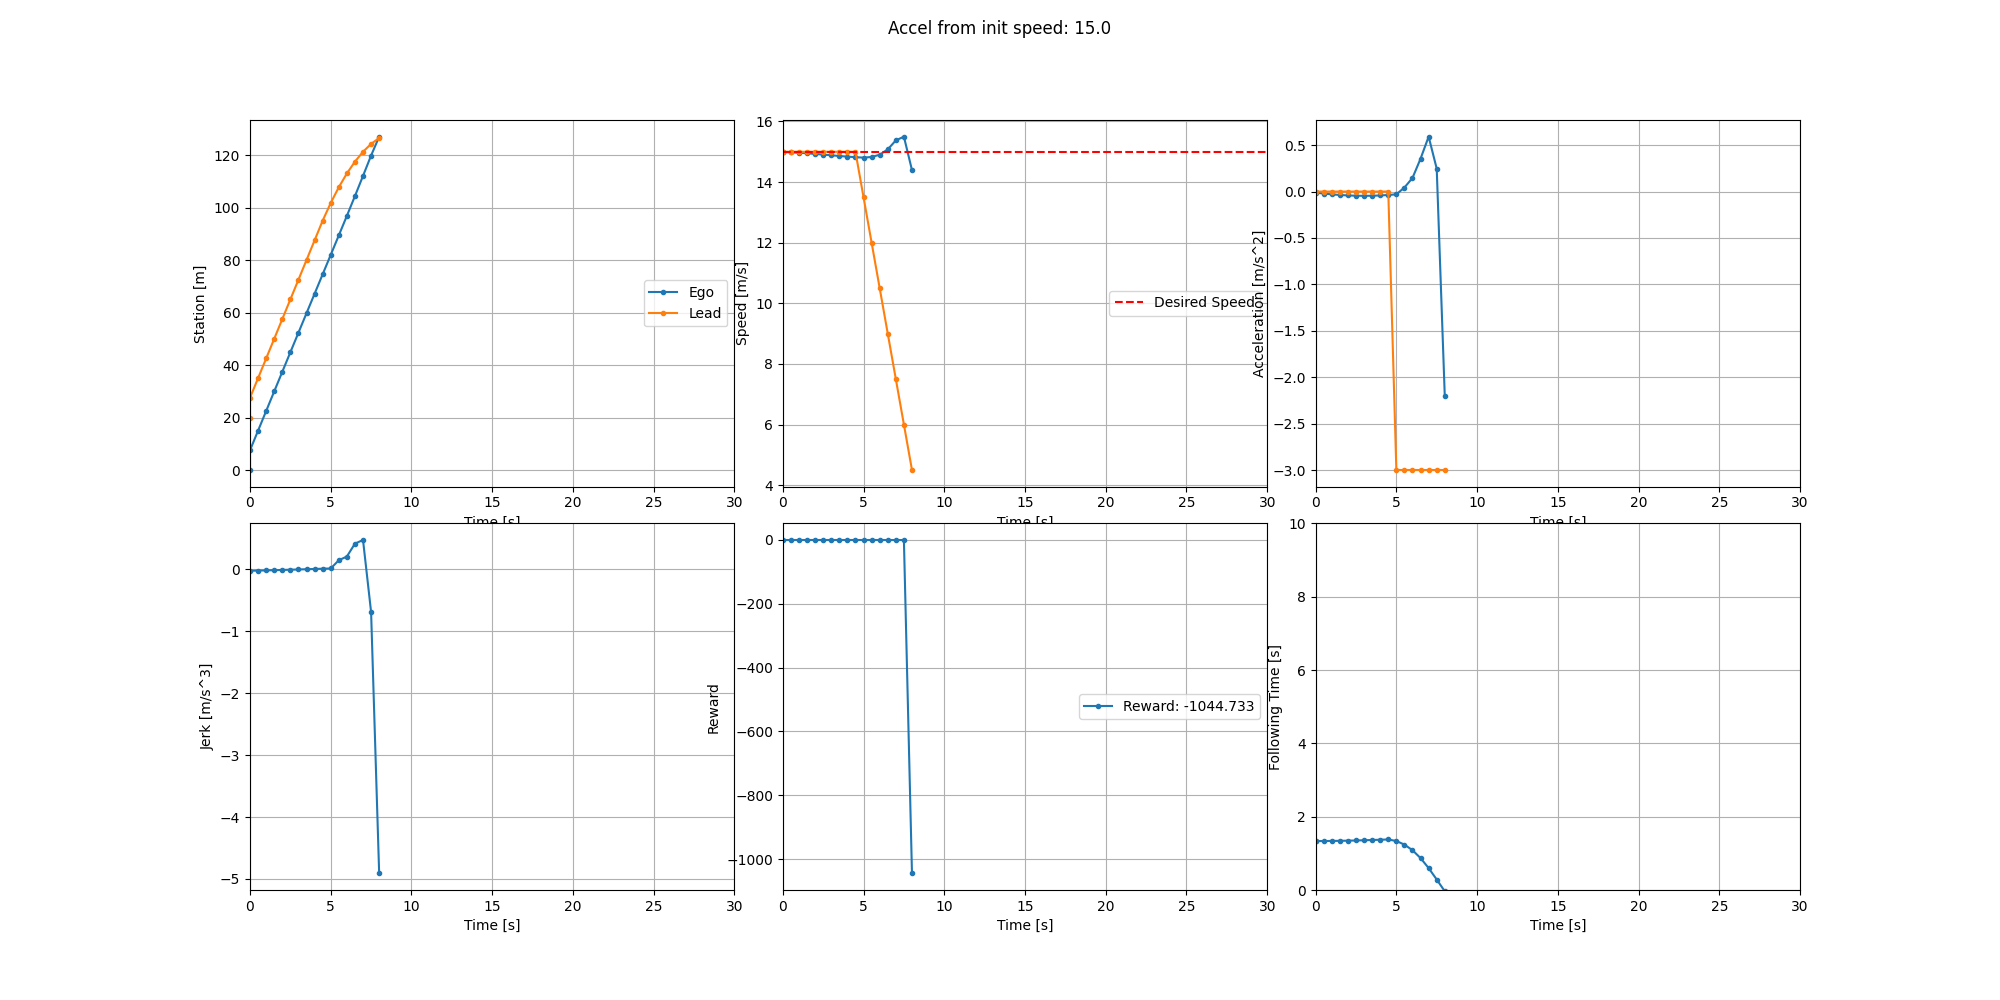 Accel from init speed: 15.0
Station [m]
120
100
80
60
40
20
0
0 5 10 15 20 25 30
Time [s]
Ego
Lead
Speed [m/s]
16
14
12
10
8
6
4
0 5 10 15 20 25 30
Time [s]
Desired Speed
Acceleration [m/s^2]
0.5
0.0
−0.5
−1.0
−1.5
−2.0
−2.5
−3.0
0 5 10 15 20 25 30
Time [s]
Jerk [m/s^3]
0
−1
−2
−3
−4
−5
0 5 10 15 20 25 30
Time [s]
Reward
0
−200
−400
−600
−800
−1000
0 5 10 15 20 25 30
Time [s]
Reward: -1044.733
Following Time [s]
10
8
6
4
2
0
0 5 10 15 20 25 30
Time [s]